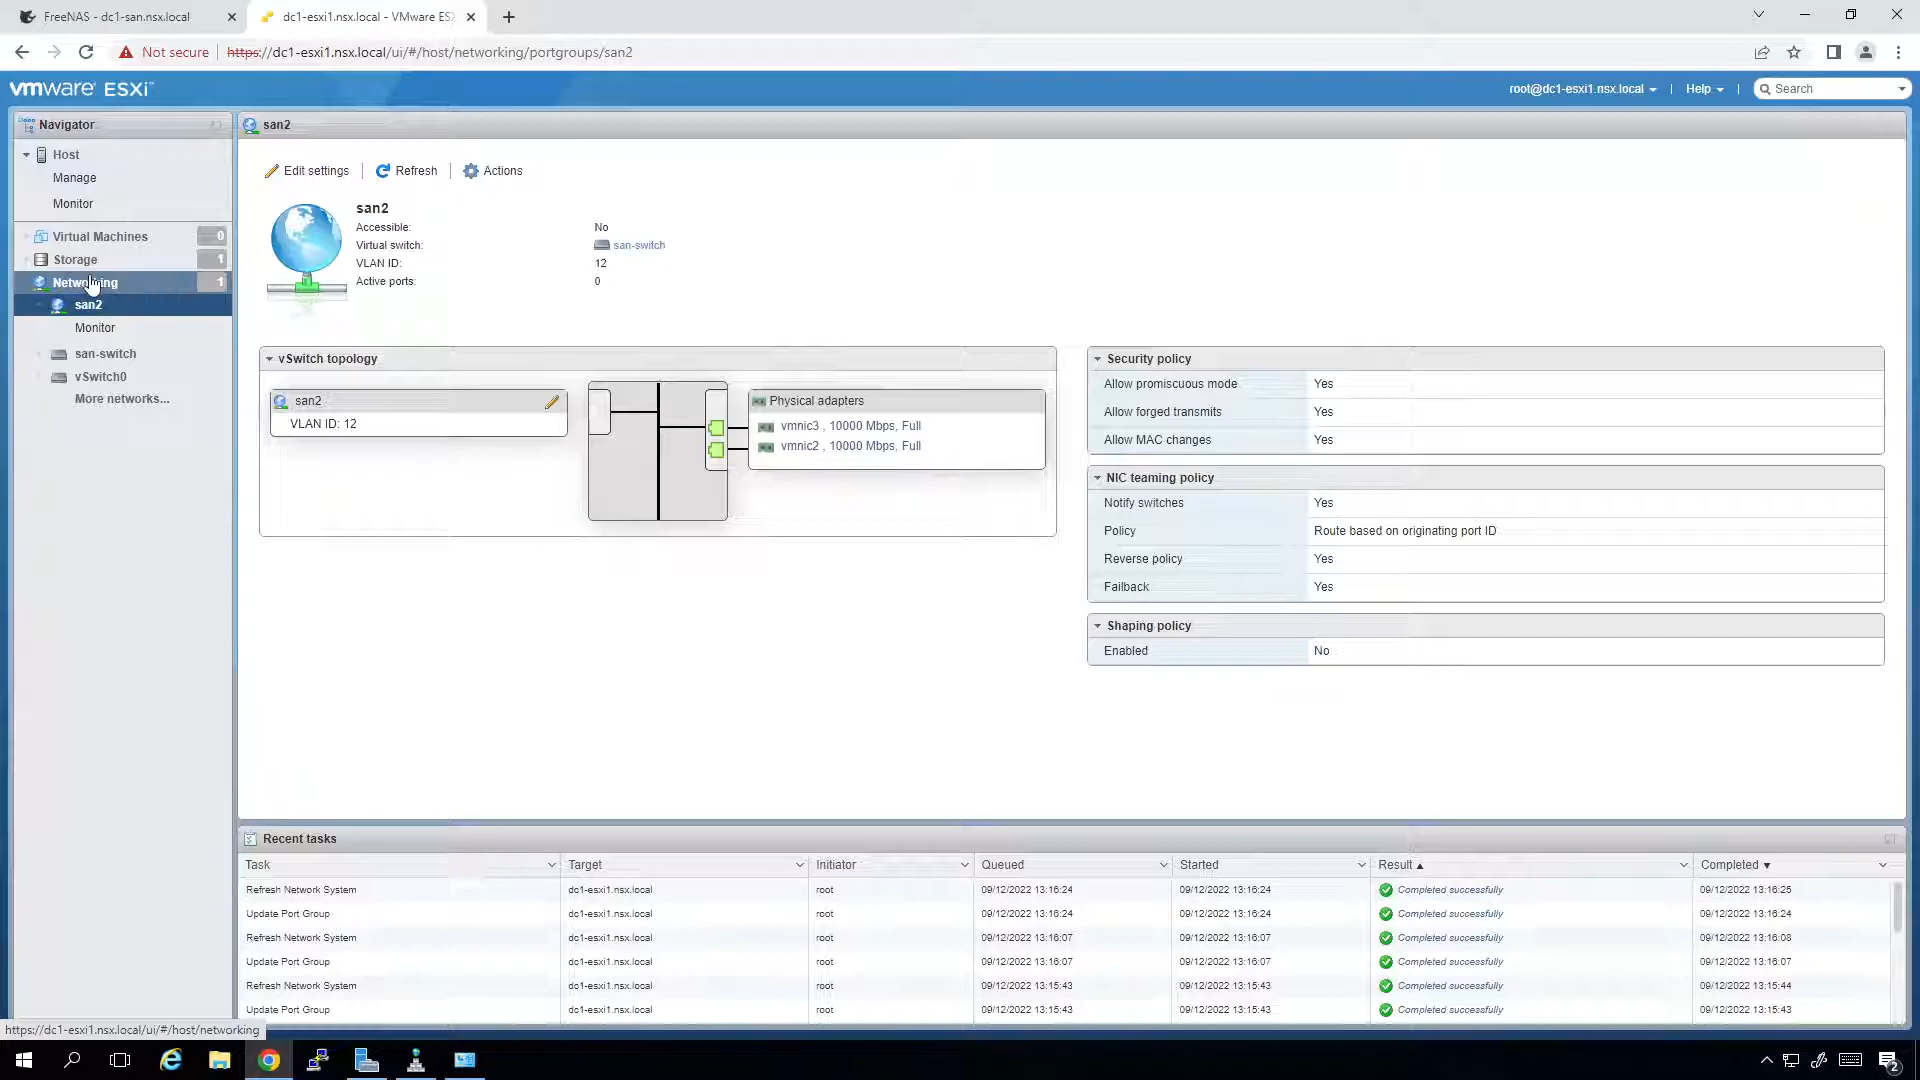 FreeNAS - dc1-san.nsx.local
dc1-esxi1.nsx.local - VMware ES
Not secure
https://dc1-esxi1.nsx.local/ui/#/host/networking/portgroups/san2
vmware ESXi™
root@dc1-esxi1.nsx.local
Help
Search
Navigator
Host
Manage
Monitor
Virtual Machines 0
Storage 1
Networking 1
san2
Monitor
san-switch
vSwitch0
More networks...
san2
Edit settings
Refresh
Actions
san2
Accessible: No
Virtual switch: san-switch
VLAN ID: 12
Active ports: 0
vSwitch topology
san2
VLAN ID: 12
Physical adapters
vmnic3 , 10000 Mbps, Full
vmnic2 , 10000 Mbps, Full
Security policy
Allow promiscuous mode Yes
Allow forged transmits Yes
Allow MAC changes Yes
NIC teaming policy
Notify switches Yes
Policy Route based on originating port ID
Reverse policy Yes
Failback Yes
Shaping policy
Enabled No
Recent tasks
Task Target Initiator Queued Started Result Completed
Refresh Network System dc1-esxi1.nsx.local root 09/12/2022 13:16:24 09/12/2022 13:16:24 Completed successfully 09/12/2022 13:16:25
Update Port Group dc1-esxi1.nsx.local root 09/12/2022 13:16:24 09/12/2022 13:16:24 Completed successfully 09/12/2022 13:16:24
Refresh Network System dc1-esxi1.nsx.local root 09/12/2022 13:16:07 09/12/2022 13:16:07 Completed successfully 09/12/2022 13:16:08
Update Port Group dc1-esxi1.nsx.local root 09/12/2022 13:16:07 09/12/2022 13:16:07 Completed successfully 09/12/2022 13:16:07
Refresh Network System dc1-esxi1.nsx.local root 09/12/2022 13:15:43 09/12/2022 13:15:43 Completed successfully 09/12/2022 13:15:44
Update Port Group dc1-esxi1.nsx.local root 09/12/2022 13:15:43 09/12/2022 13:15:43 Completed successfully 09/12/2022 13:15:43
https://dc1-esxi1.nsx.local/ui/#/host/networking
2